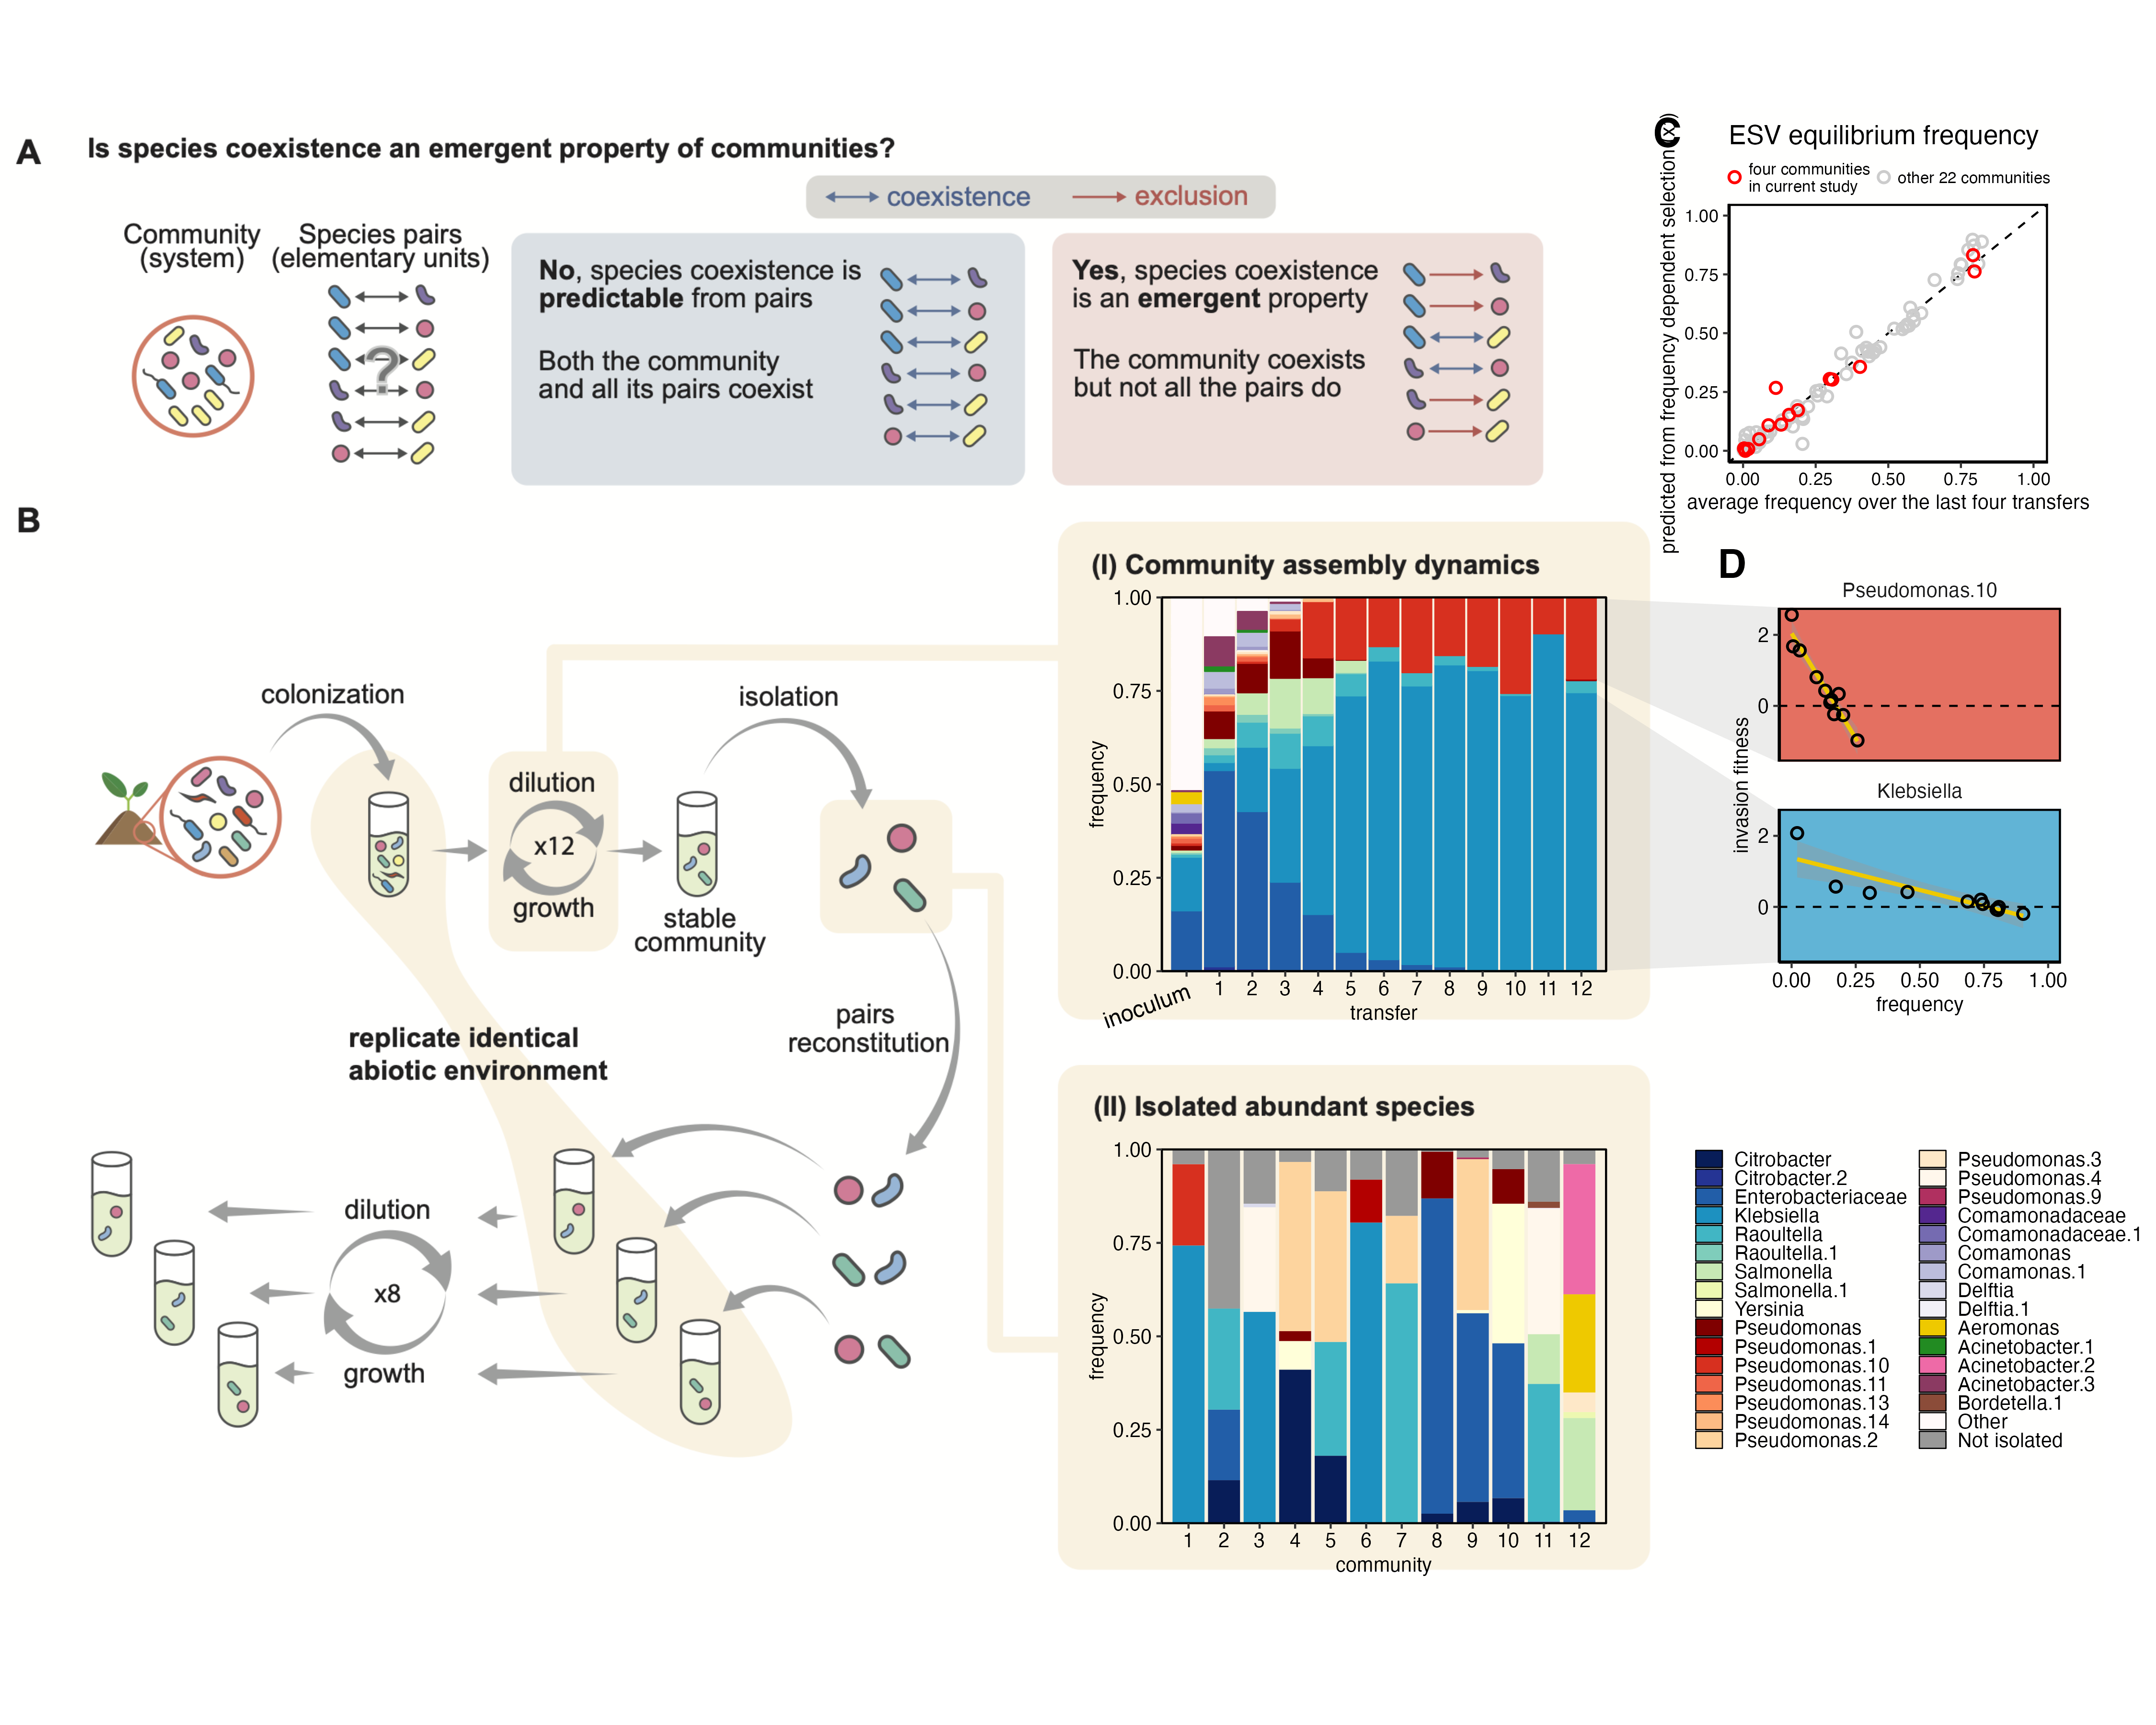 A
Is species coexistence an emergent property of communities?
coexistence
exclusion
Community
(system)
Species pairs
(elementary units)
?
No, species coexistence is
predictable from pairs
Both the community
and all its pairs coexist
Yes, species coexistence
is an emergent property
The community coexists
but not all the pairs do
B
colonization
dilution
x12
growth
isolation
stable
community
pairs
reconstitution
replicate identical
abiotic environment
dilution
x8
growth
(I) Community assembly dynamics
frequency
1.00
0.75
0.50
0.25
0.00
inoculum
1 2 3 4 5 6 7 8 9 10 11 12
transfer
(II) Isolated abundant species
frequency
1.00
0.75
0.50
0.25
0.00
1 2 3 4 5 6 7 8 9 10 11 12
community
C
ESV equilibrium frequency
four communities
in current study
other 22 communities
predicted from frequency dependent selection (x)
1.00
0.75
0.50
0.25
0.00
0.00 0.25 0.50 0.75 1.00
average frequency over the last four transfers
D
Pseudomonas.10
2
0
invasion fitness
Klebsiella
2
0
0.00 0.25 0.50 0.75 1.00
frequency
Citrobacter
Citrobacter.2
Enterobacteriaceae
Klebsiella
Raoultella
Raoultella.1
Salmonella
Salmonella.1
Yersinia
Pseudomonas
Pseudomonas.1
Pseudomonas.10
Pseudomonas.11
Pseudomonas.13
Pseudomonas.14
Pseudomonas.2
Pseudomonas.3
Pseudomonas.4
Pseudomonas.9
Comamonadaceae
Comamonadaceae.1
Comamonas
Comamonas.1
Delftia
Delftia.1
Aeromonas
Acinetobacter.1
Acinetobacter.2
Acinetobacter.3
Bordetella.1
Other
Not isolated